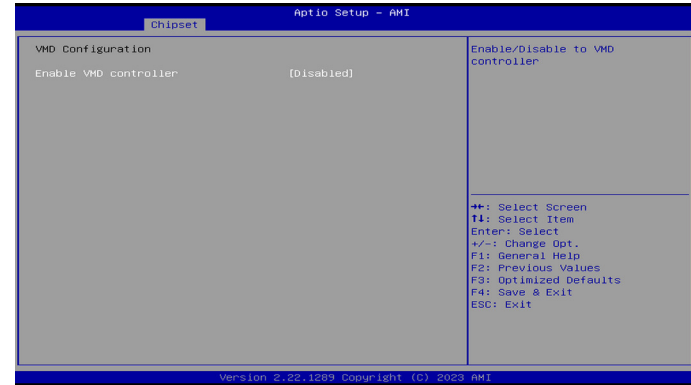 Aptio Setup – AMI
Chipset
VMD Configuration
Enable VMD controller [Disabled]
Enable/Disable to VMD
controller
→←: Select Screen
↑↓: Select Item
Enter: Select
+/-: Change Opt.
F1: General Help
F2: Previous Values
F3: Optimized Defaults
F4: Save & Exit
ESC: Exit
Version 2.22.1289 Copyright (C) 2023 AMI